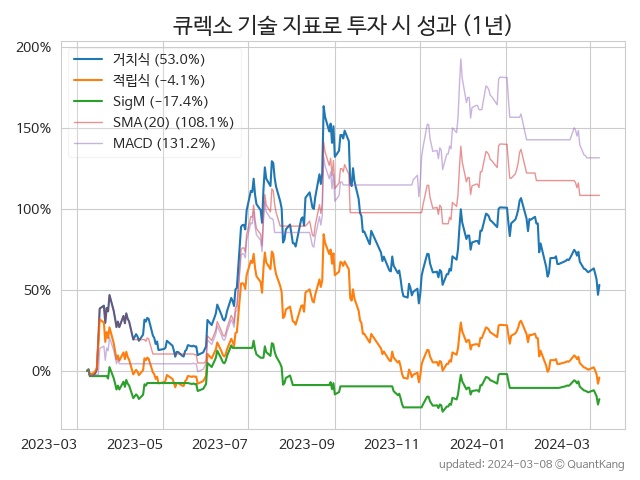 큐렉소 기술 지표로 투자 시 성과 (1년)
200%
150%
100%
50%
0%
거치식 (53.0%)
적립식 (−4.1%)
SigM (−17.4%)
SMA(20) (108.1%)
MACD (131.2%)
2023-03
2023-05
2023-07
2023-09
2023-11
2024-01
2024-03
updated: 2024-03-08 ⓒ QuantKang